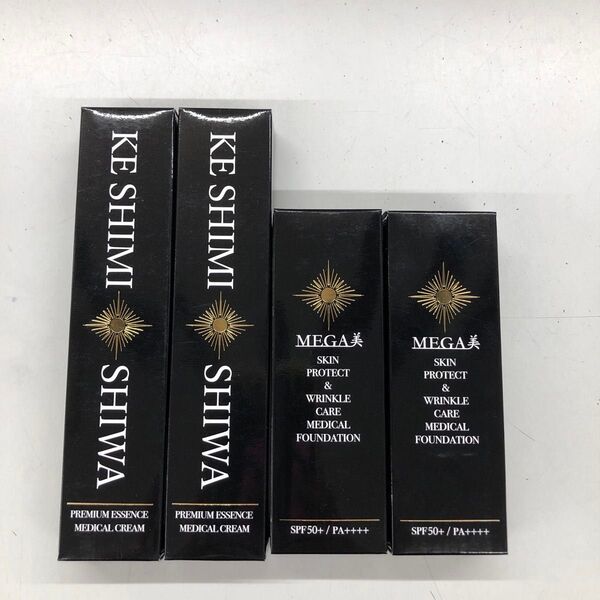 KE SHIMI SHIWA
PREMIUM ESSENCE
MEDICAL CREAM
KE SHIMI SHIWA
PREMIUM ESSENCE
MEDICAL CREAM
MEGA美
SKIN
PROTECT
&
WRINKLE
CARE
MEDICAL
FOUNDATION
SPF50+ / PA++++
MEGA美
SKIN
PROTECT
&
WRINKLE
CARE
MEDICAL
FOUNDATION
SPF50+ / PA++++